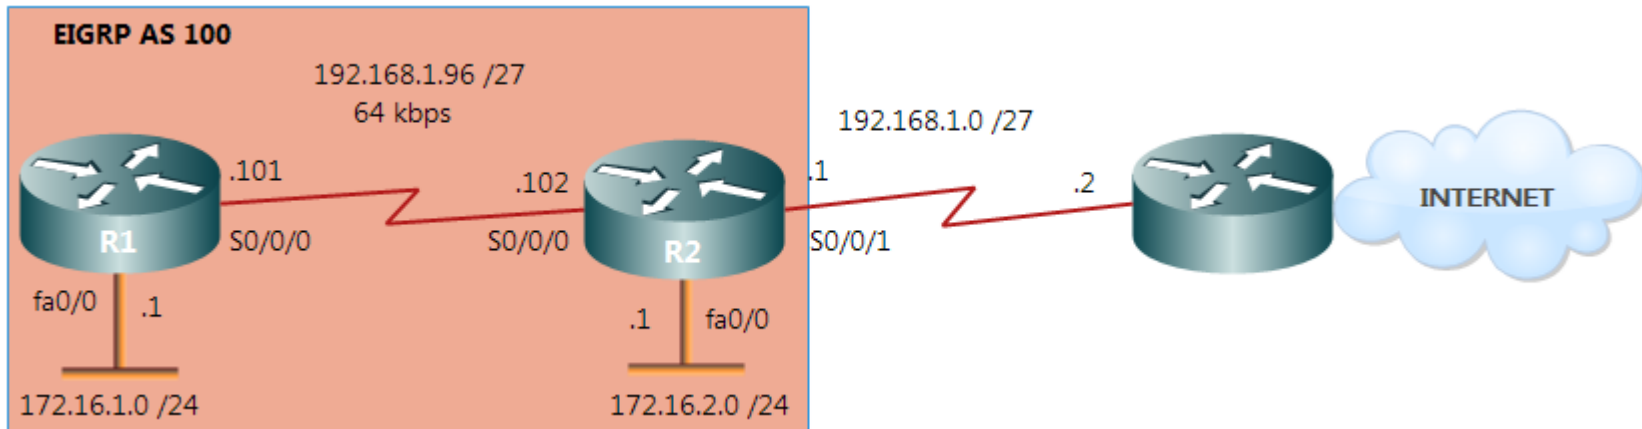 EIGRP AS 100
192.168.1.96 /27
64 kbps
192.168.1.0 /27
.101
.102
.1
.2
INTERNET
R1
S0/0/0
S0/0/0
R2
S0/0/1
fa0/0
.1
.1
fa0/0
172.16.1.0 /24
172.16.2.0 /24